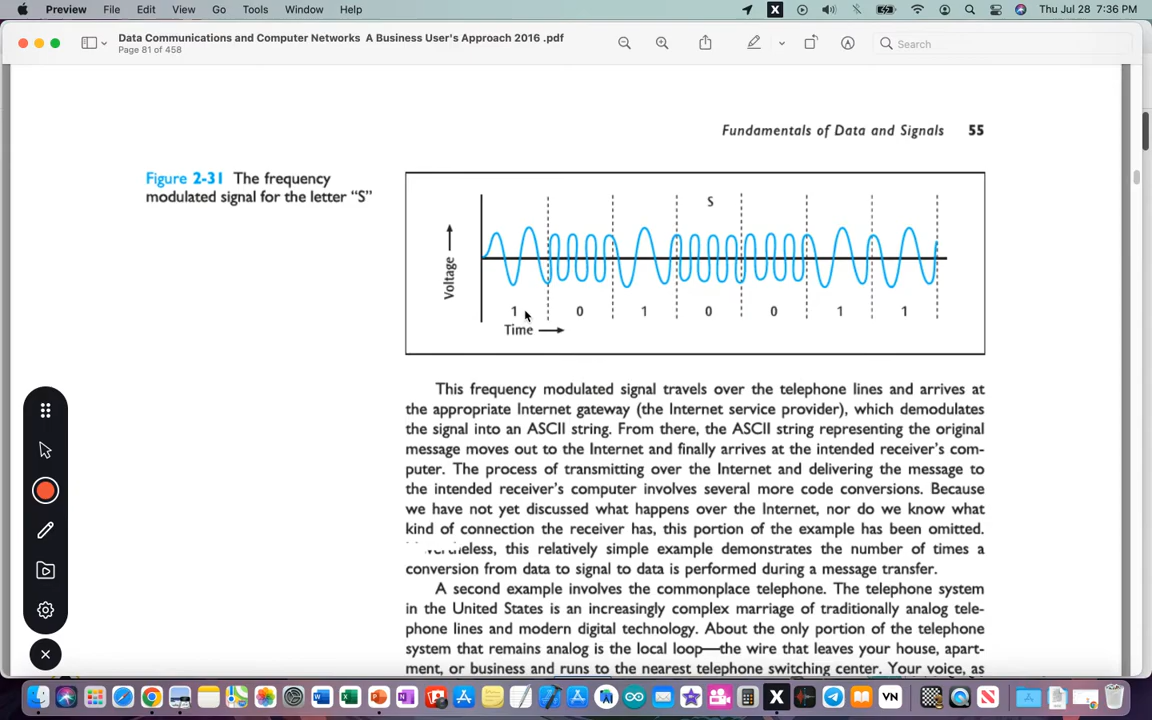 Preview File Edit View Go Tools Window Help Thu Jul 28 7:36 PM
Data Communications and Computer Networks A Business User's Approach 2016 .pdf
Page 81 of 458
Search
Fundamentals of Data and Signals 55
Figure 2-31 The frequency
modulated signal for the letter “S”
S
Voltage
1 0 1 0 0 1 1
Time
This frequency modulated signal travels over the telephone lines and arrives at
the appropriate Internet gateway (the Internet service provider), which demodulates
the signal into an ASCII string. From there, the ASCII string representing the original
message moves out to the Internet and finally arrives at the intended receiver’s com-
puter. The process of transmitting over the Internet and delivering the message to
the intended receiver’s computer involves several more code conversions. Because
we have not yet discussed what happens over the Internet, nor do we know what
kind of connection the receiver has, this portion of the example has been omitted.
Nevertheless, this relatively simple example demonstrates the number of times a
conversion from data to signal to data is performed during a message transfer.
A second example involves the commonplace telephone. The telephone system
in the United States is an increasingly complex marriage of traditionally analog tele-
phone lines and modern digital technology. About the only portion of the telephone
system that remains analog is the local loop—the wire that leaves your house, apart-
ment, or business and runs to the nearest telephone switching center. Your voice, as
VN